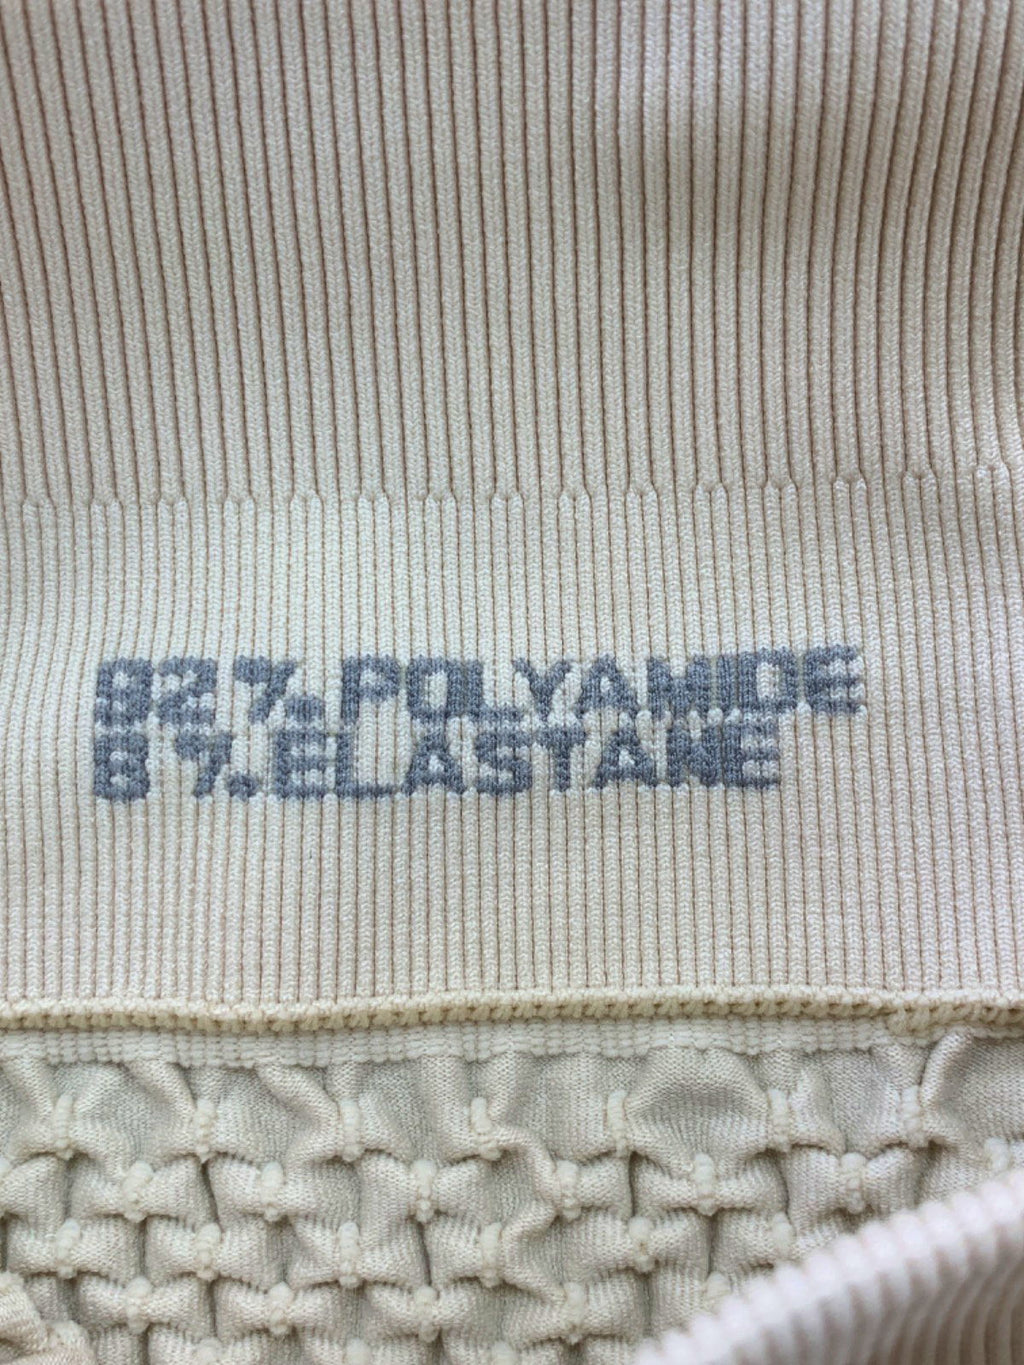 92% POLYAMIDE
8% ELASTANE